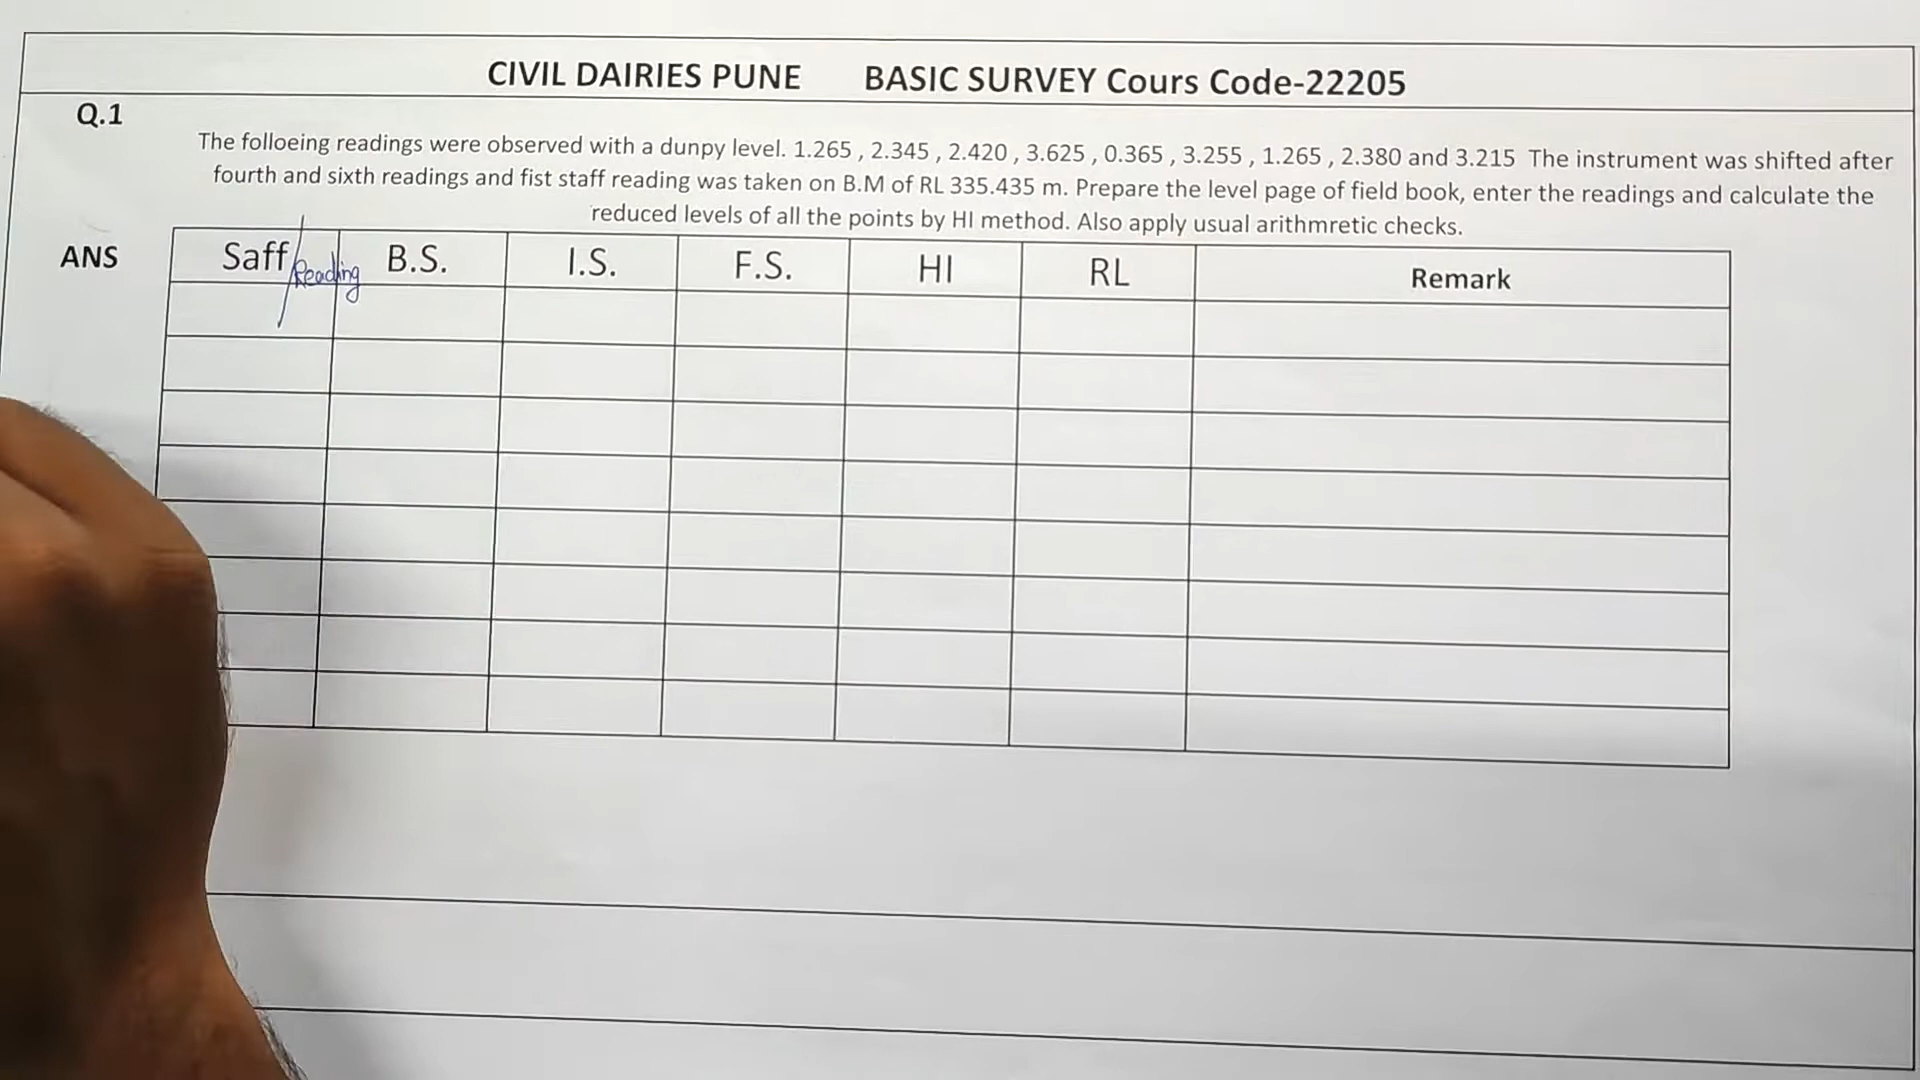 CIVIL DAIRIES PUNE BASIC SURVEY Cours Code-22205
Q.1
The folloeing readings were observed with a dunpy level. 1.265 , 2.345 , 2.420 , 3.625 , 0.365 , 3.255 , 1.265 , 2.380 and 3.215 The instrument was shifted after
fourth and sixth readings and fist staff reading was taken on B.M of RL 335.435 m. Prepare the level page of field book, enter the readings and calculate the
reduced levels of all the points by HI method. Also apply usual arithmretic checks.
ANS
Saff Reading B.S. I.S. F.S. HI RL Remark